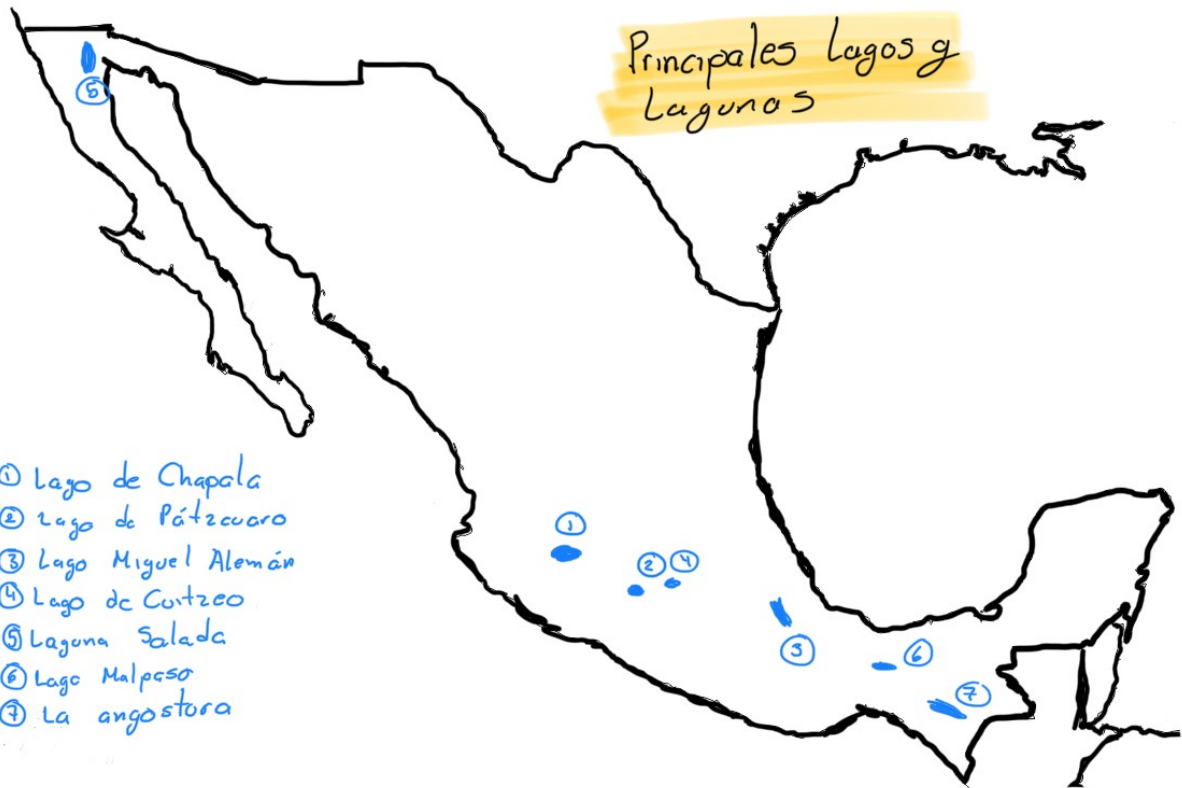 Principales Lagos y
Lagunas
5
1 Lago de Chapala
2 Lago de Pátzcuaro
3 Lago Miguel Alemán
4 Lago de Cuitzeo
5 Laguna Salada
6 Lago Malpaso
7 La angostura
1
2 4
3
6
7